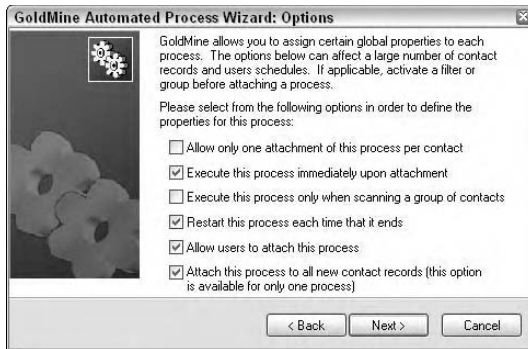 GoldMine Automated Process Wizard: Options
GoldMine allows you to assign certain global properties to each
process. The options below can affect a large number of contact
records and users schedules. If applicable, activate a filter or
group before attaching a process.
Please select from the following options in order to define the
properties for this process:
Allow only one attachment of this process per contact
Execute this process immediately upon attachment
Execute this process only when scanning a group of contacts
Restart this process each time that it ends
Allow users to attach this process
Attach this process to all new contact records (this option
is available for only one process)
< Back
Next >
Cancel